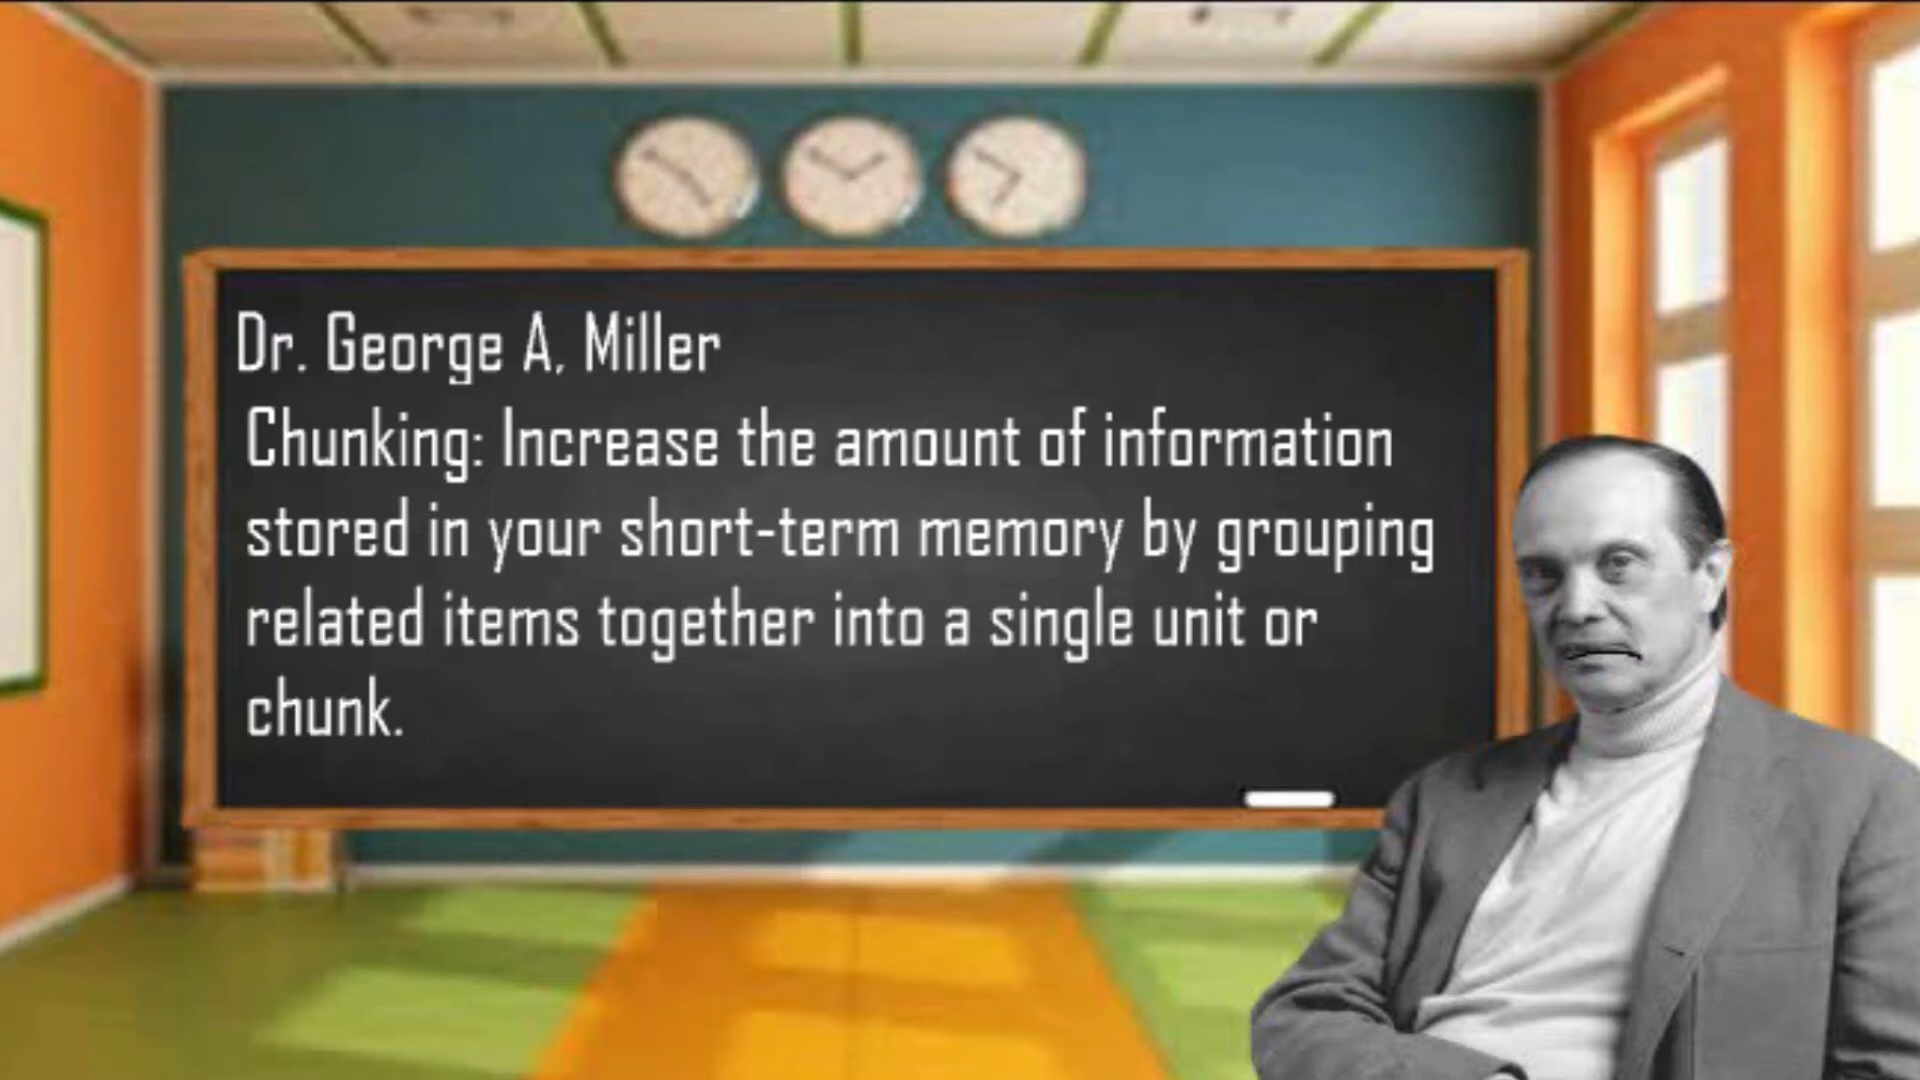 Dr. George A. Miller
Chunking: Increase the amount of information
stored in your short-term memory by grouping
related items together into a single unit or
chunk.